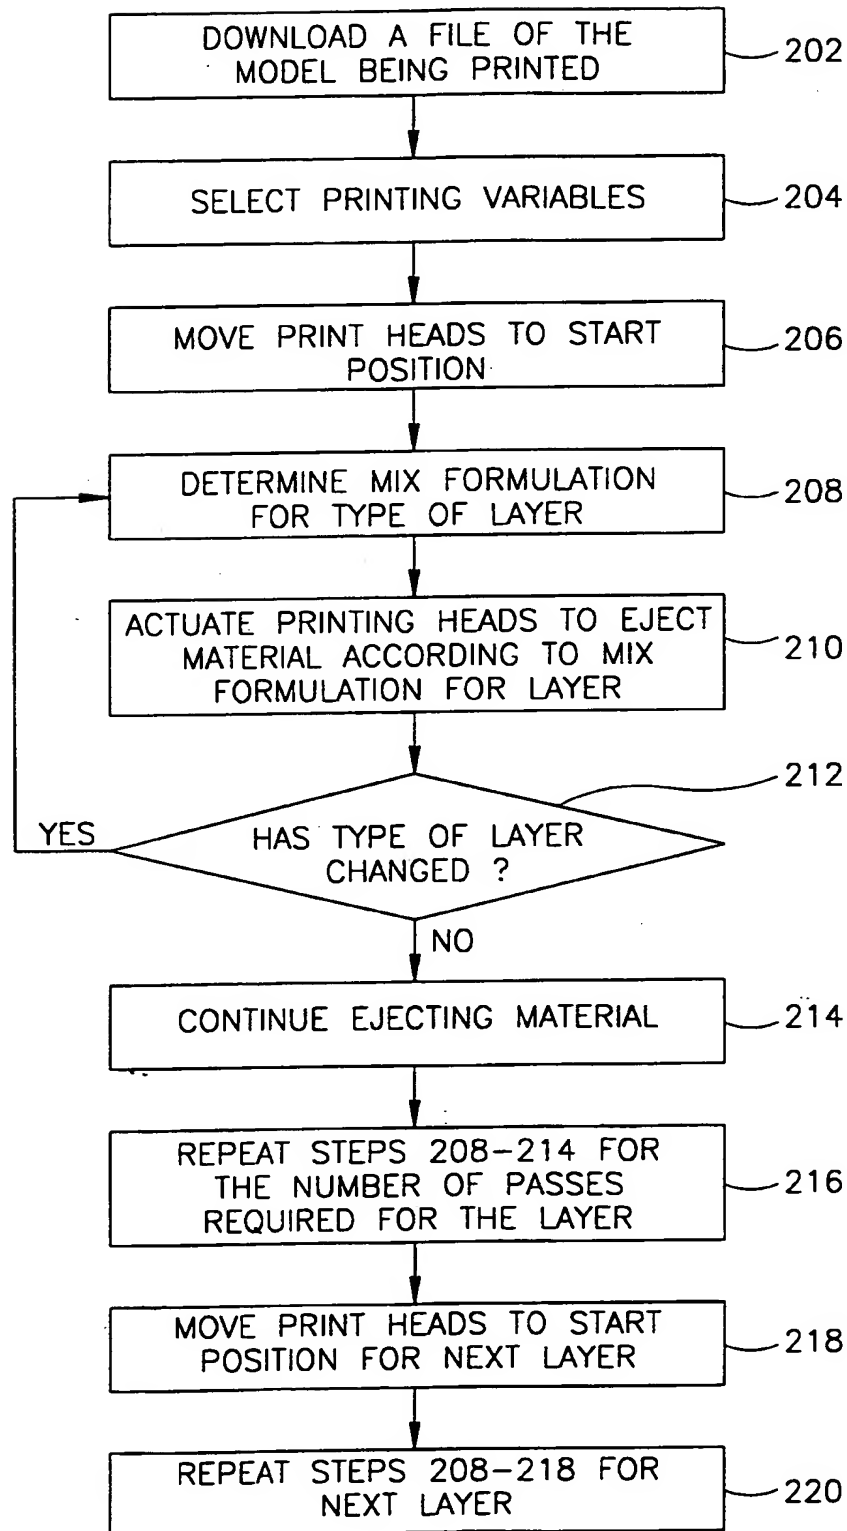 DOWNLOAD A FILE OF THE
MODEL BEING PRINTED
202
SELECT PRINTING VARIABLES
204
MOVE PRINT HEADS TO START
POSITION
206
DETERMINE MIX FORMULATION
FOR TYPE OF LAYER
208
ACTUATE PRINTING HEADS TO EJECT
MATERIAL ACCORDING TO MIX
FORMULATION FOR LAYER
210
212
YES
HAS TYPE OF LAYER
CHANGED ?
NO
CONTINUE EJECTING MATERIAL
214
REPEAT STEPS 208-214 FOR
THE NUMBER OF PASSES
REQUIRED FOR THE LAYER
216
MOVE PRINT HEADS TO START
POSITION FOR NEXT LAYER
218
REPEAT STEPS 208-218 FOR
NEXT LAYER
220